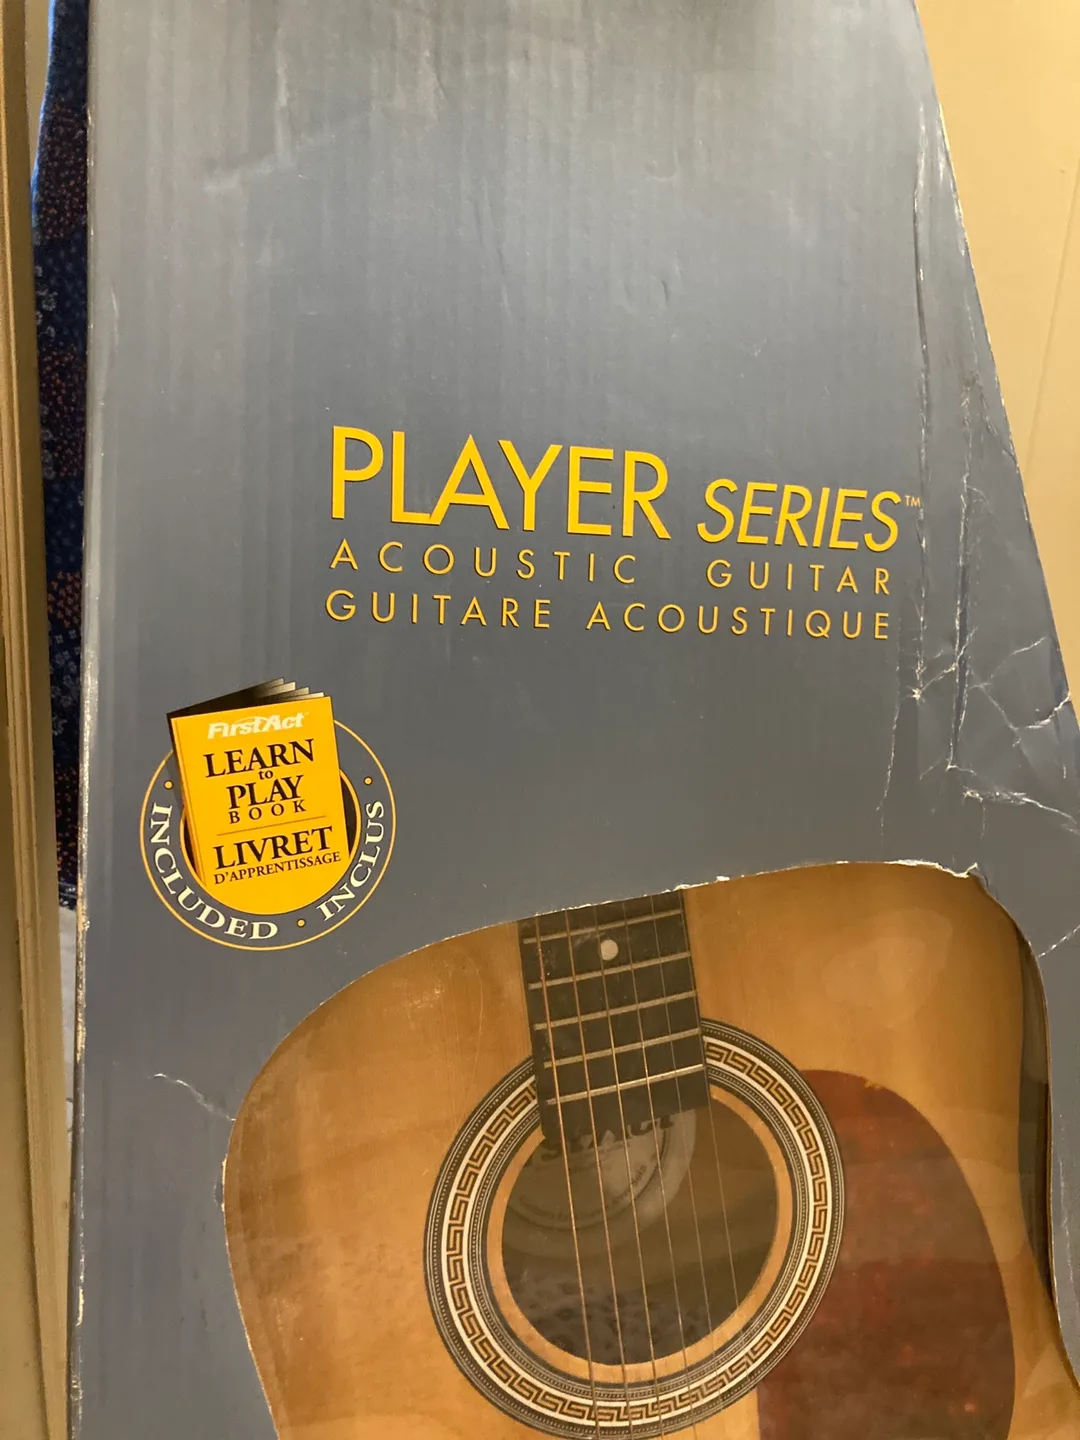 PLAYER SERIES™
ACOUSTIC GUITAR
GUITARE ACOUSTIQUE
FirstAct
LEARN
to
PLAY
BOOK
LIVRET
D'APPRENTISSAGE
INCLUDED • INCLUS